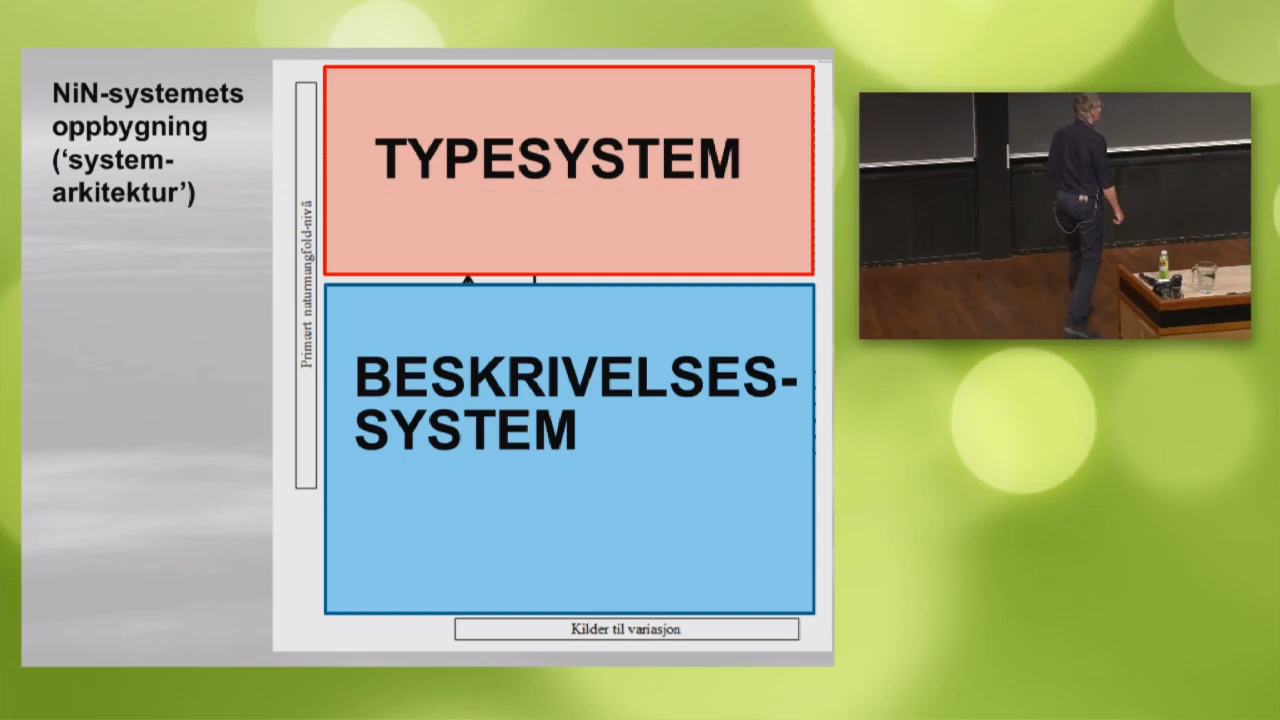 NiN-systemets
oppbygning
(‘system-
arkitektur’)
Primært naturmangfold-nivå
TYPESYSTEM
BESKRIVELSES-
SYSTEM
Kilder til variasjon